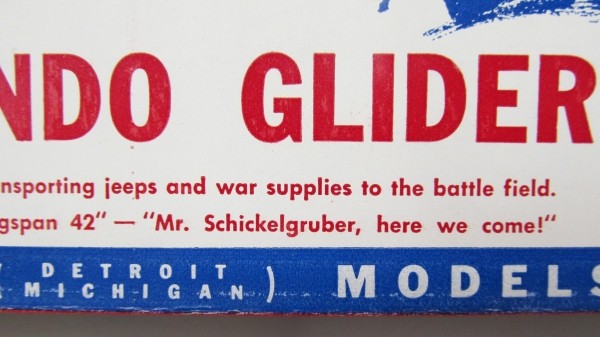 NDO GLIDER
nsporting jeeps and war supplies to the battle field.
gspan 42" — "Mr. Schickelgruber, here we come!"
DETROIT
MICHIGAN) MODELS